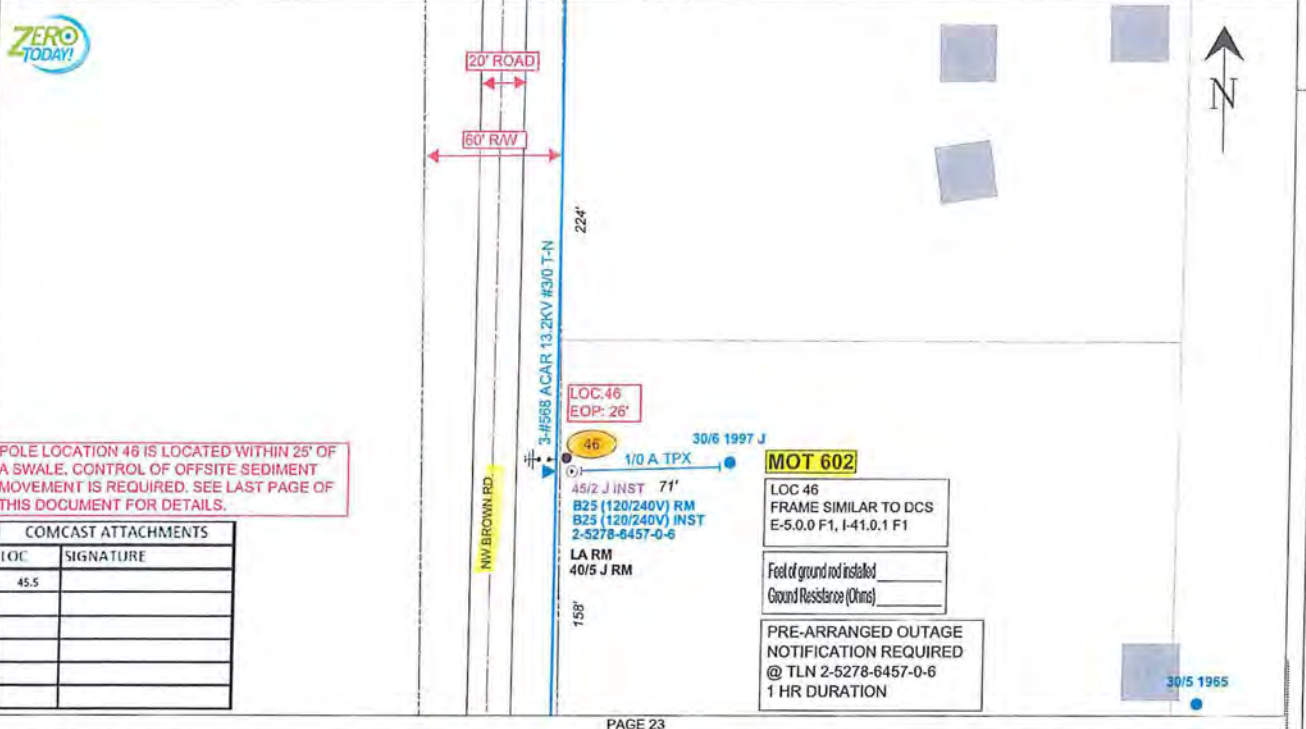 ZERO
TODAY!
20' ROAD
60' R/W
N
224'
3-#568 ACAR 13.2KV #3/0 T-N
LOC.46
EOP: 26'
46
30/6 1997 J
1/0 A TPX
71'
45/2 J INST
B25 (120/240V) RM
B25 (120/240V) INST
2-5278-6457-0-6
LA RM
40/5 J RM
158'
NW.BROWN.RD.
MOT 602
LOC 46
FRAME SIMILAR TO DCS
E-5.0.0 F1, I-41.0.1 F1
Feet of ground rod installed
Ground Resistance (Ohms)
PRE-ARRANGED OUTAGE
NOTIFICATION REQUIRED
@ TLN 2-5278-6457-0-6
1 HR DURATION
POLE LOCATION 46 IS LOCATED WITHIN 25' OF
A SWALE. CONTROL OF OFFSITE SEDIMENT
MOVEMENT IS REQUIRED. SEE LAST PAGE OF
THIS DOCUMENT FOR DETAILS.
COMCAST ATTACHMENTS
LOC SIGNATURE
45.5
30/5 1965
PAGE 23